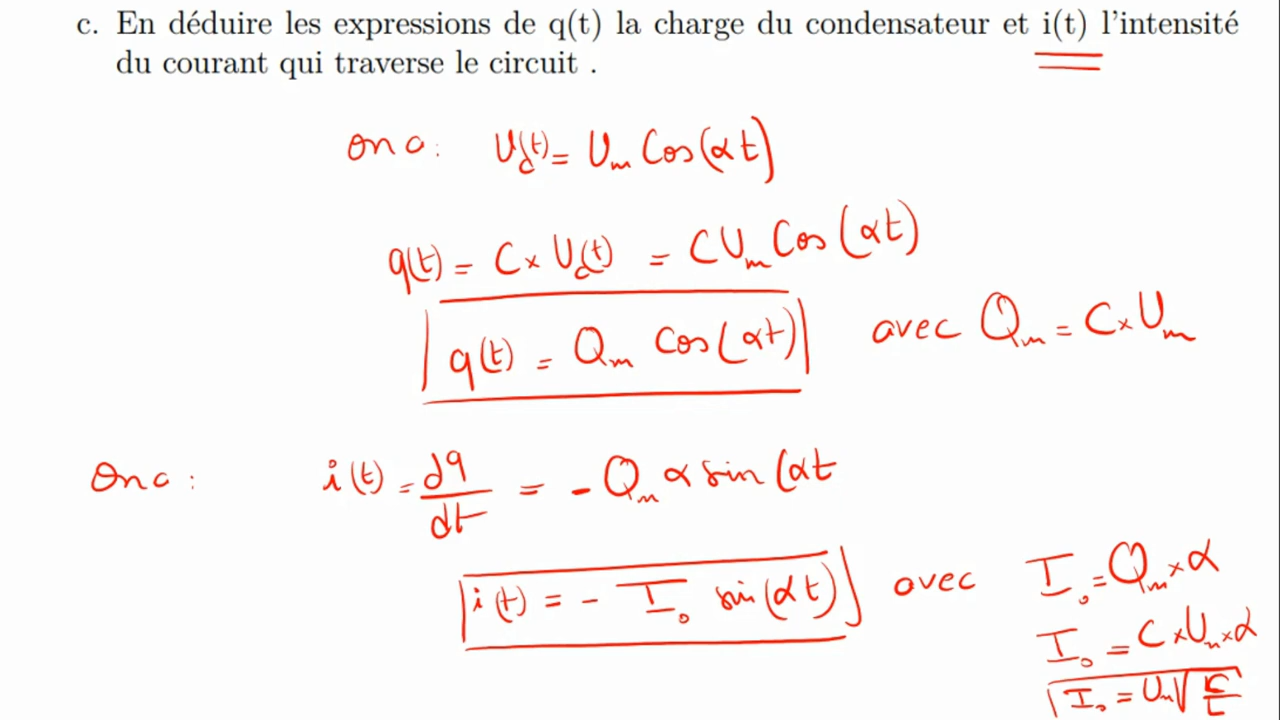 c. En déduire les expressions de q(t) la charge du condensateur et i(t) l'intensité
du courant qui traverse le circuit .
On a : U_c(t) = U_m Cos(αt)
q(t) = C × U_c(t) = C U_m Cos(αt)
q(t) = Q_m Cos(αt) avec Q_m = C × U_m
On a : i(t) = dq/dt = - Q_m α sin(αt
i(t) = - I_0 sin(αt) avec I_0 = Q_m × α
I_0 = C × U_m × α
I_0 = U_m √(C/L)